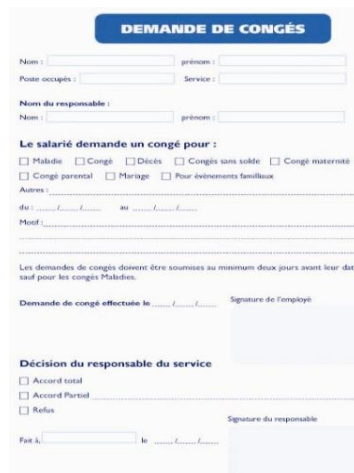 DEMANDE DE CONGÉS
Nom : prénom :
Poste occupés : Service :
Nom du responsable :
Nom : prénom :
Le salarié demande un congé pour :
Maladie Congé Décès Congés sans solde Congé maternité
Congé parental Mariage Pour évènements familliaux
Autres :
du : ...../...../..... au ...../...../.....
Motif :
Les demandes de congés doivent être soumises au minimum deux jours avant leur dat
sauf pour les congés Maladies.
Demande de congé effectuée le ...../...../..... Signature de l'employé
Décision du responsable du service
Accord total
Accord Partiel
Refus
Signature du responsable
Fait à, le ...../...../.....